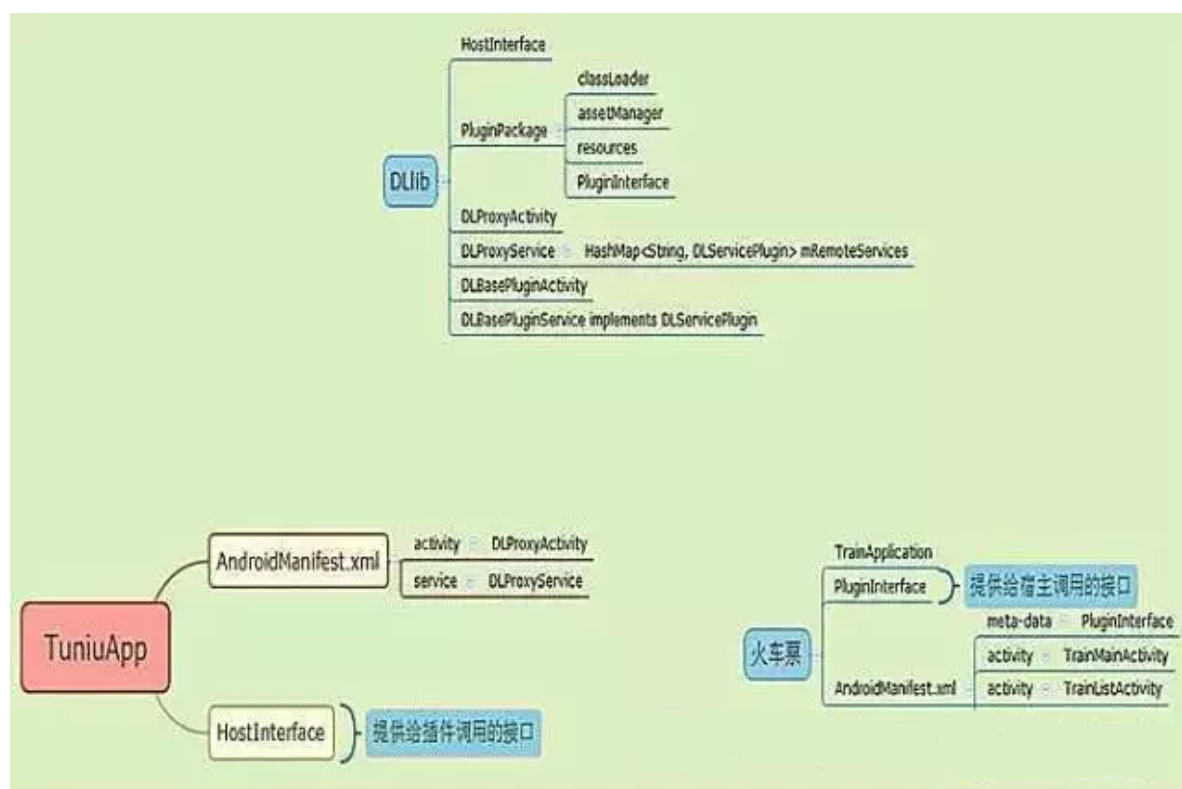 HostInterface
classLoader
assetManager
PluginPackage
resources
DLlib
PluginInterface
DLProxyActivity
DLProxyService HashMap<String, DLServicePlugin> mRemoteServices
DLBasePluginActivity
DLBasePluginService implements DLServicePlugin
activity DLProxyActivity
AndroidManifest.xml
service DLProxyService
TuniuApp
HostInterface 提供给插件调用的接口
TrainApplication
PluginInterface 提供给宿主调用的接口
meta-data PluginInterface
火车票
activity TrainMainActivity
AndroidManifest.xml activity TrainListActivity